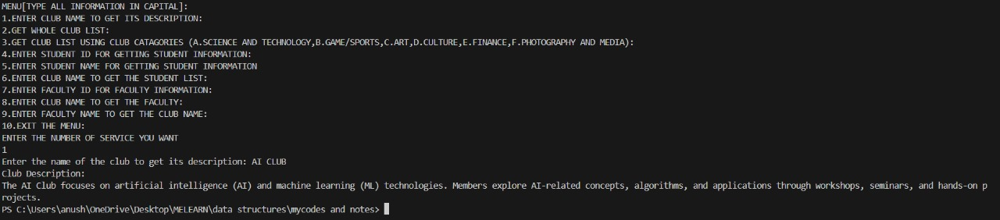 MENU[TYPE ALL INFORMATION IN CAPITAL]:
1.ENTER CLUB NAME TO GET ITS DESCRIPTION:
2.GET WHOLE CLUB LIST:
3.GET CLUB LIST USING CLUB CATAGORIES (A.SCIENCE AND TECHNOLOGY,B.GAME/SPORTS,C.ART,D.CULTURE,E.FINANCE,F.PHOTOGRAPHY AND MEDIA):
4.ENTER STUDENT ID FOR GETTING STUDENT INFORMATION:
5.ENTER STUDENT NAME FOR GETTING STUDENT INFORMATION
6.ENTER CLUB NAME TO GET THE STUDENT LIST:
7.ENTER FACULTY ID FOR FACULTY INFORMATION:
8.ENTER CLUB NAME TO GET THE FACULTY:
9.ENTER FACULTY NAME TO GET THE CLUB NAME:
10.EXIT THE MENU:
ENTER THE NUMBER OF SERVICE YOU WANT
1
Enter the name of the club to get its description: AI CLUB
Club Description:
The AI Club focuses on artificial intelligence (AI) and machine learning (ML) technologies. Members explore AI-related concepts, algorithms, and applications through workshops, seminars, and hands-on p
rojects.
PS C:\Users\anush\OneDrive\Desktop\MELEARN\data structures\mycodes and notes>